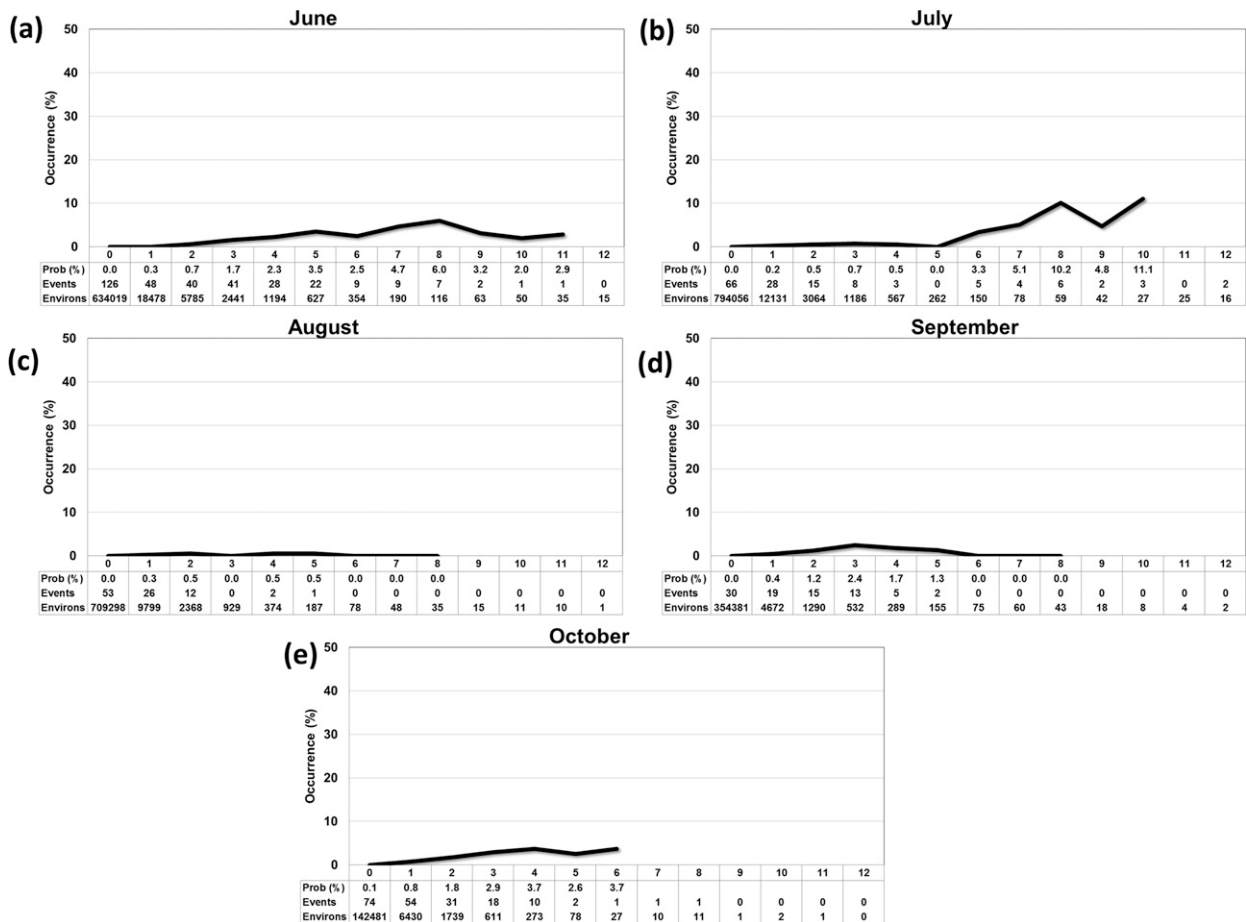 (a)
June
50
40
30
20
10
0
Occurrence (%)
0 1 2 3 4 5 6 7 8 9 10 11 12
Prob (%) 0.0 0.3 0.7 1.7 2.3 3.5 2.5 4.7 6.0 3.2 2.0 2.9
Events 126 48 40 41 28 22 9 9 7 2 1 1 0
Environs 634019 18478 5785 2441 1194 627 354 190 116 63 50 35 15
(b)
July
50
40
30
20
10
0
Occurrence (%)
0 1 2 3 4 5 6 7 8 9 10 11 12
Prob (%) 0.0 0.2 0.5 0.7 0.5 0.0 3.3 5.1 10.2 4.8 11.1
Events 66 28 15 8 3 0 5 4 6 2 3 0 2
Environs 794056 12131 3064 1186 567 262 150 78 59 42 27 25 16
(c)
August
50
40
30
20
10
0
Occurrence (%)
0 1 2 3 4 5 6 7 8 9 10 11 12
Prob (%) 0.0 0.3 0.5 0.0 0.5 0.5 0.0 0.0 0.0
Events 53 26 12 0 2 1 0 0 0 0 0 0 0
Environs 709298 9799 2368 929 374 187 78 48 35 15 11 10 1
(d)
September
50
40
30
20
10
0
Occurrence (%)
0 1 2 3 4 5 6 7 8 9 10 11 12
Prob (%) 0.0 0.4 1.2 2.4 1.7 1.3 0.0 0.0 0.0
Events 30 19 15 13 5 2 0 0 0 0 0 0 0
Environs 354381 4672 1290 532 289 155 75 60 43 18 8 4 2
(e)
October
50
40
30
20
10
0
Occurrence (%)
0 1 2 3 4 5 6 7 8 9 10 11 12
Prob (%) 0.1 0.8 1.8 2.9 3.7 2.6 3.7
Events 74 54 31 18 10 2 1 1 1 0 0 0 0
Environs 142481 6430 1739 611 273 78 27 10 11 1 2 1 0